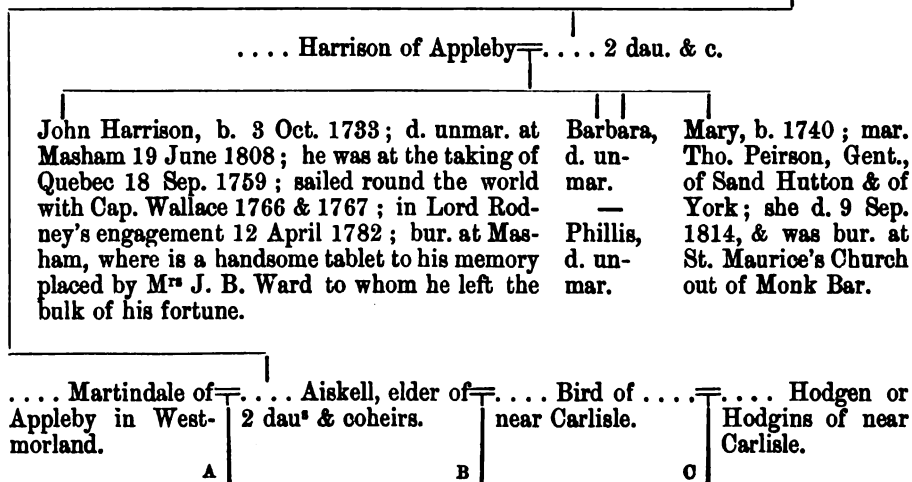 .... Harrison of Appleby=.... 2 dau. & c.
John Harrison, b. 3 Oct. 1733; d. unmar. at
Masham 19 June 1808; he was at the taking of
Quebec 18 Sep. 1759; sailed round the world
with Cap. Wallace 1766 & 1767; in Lord Rod-
ney's engagement 12 April 1782; bur. at Mas-
ham, where is a handsome tablet to his memory
placed by Mrs J. B. Ward to whom he left the
bulk of his fortune.
Barbara,
d. un-
mar.
—
Phillis,
d. un-
mar.
Mary, b. 1740; mar.
Tho. Peirson, Gent.,
of Sand Hutton & of
York; she d. 9 Sep.
1814, & was bur. at
St. Maurice's Church
out of Monk Bar.
.... Martindale of=
Appleby in West-
morland.
.... Aiskell, elder of=
2 daus & coheirs.
.... Bird of ....=
near Carlisle.
.... Hodgen or
Hodgins of near
Carlisle.
A B C